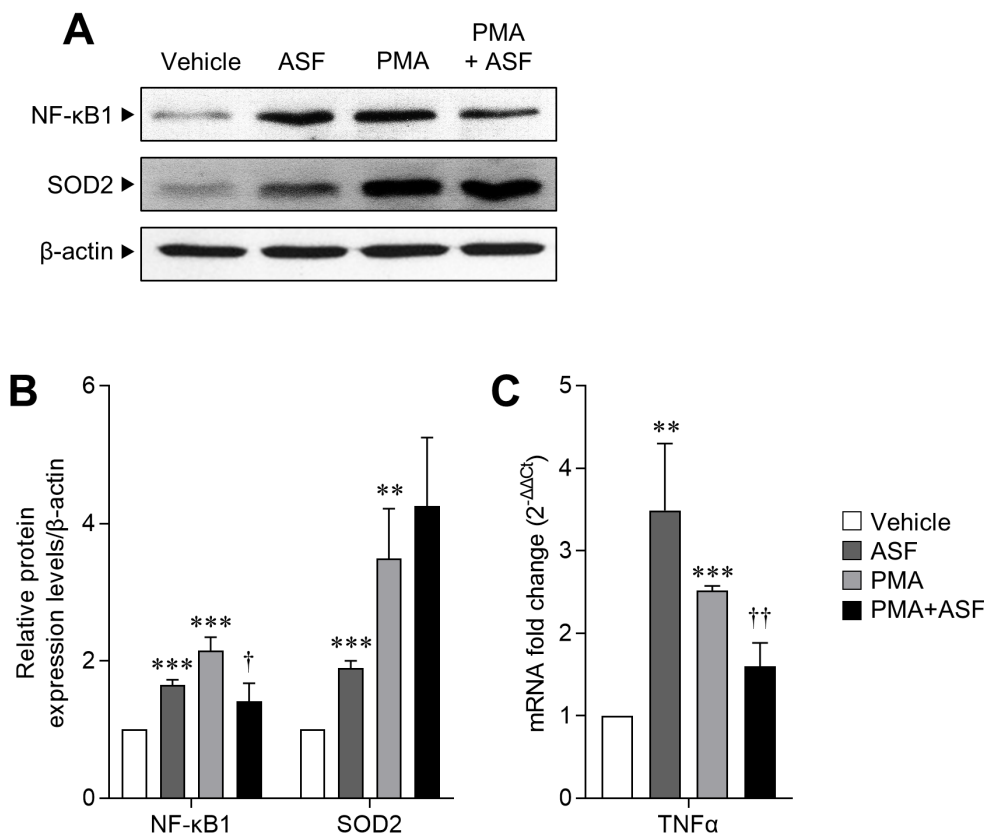 A
Vehicle ASF PMA PMA
+ ASF
NF-κB1
SOD2
β-actin
B
Relative protein
expression levels/β-actin
6
4
2
0
***
***
†
***
**
NF-κB1 SOD2
C
mRNA fold change (2-ΔΔCt)
5
4
3
2
1
0
**
***
††
TNFα
Vehicle
ASF
PMA
PMA+ASF